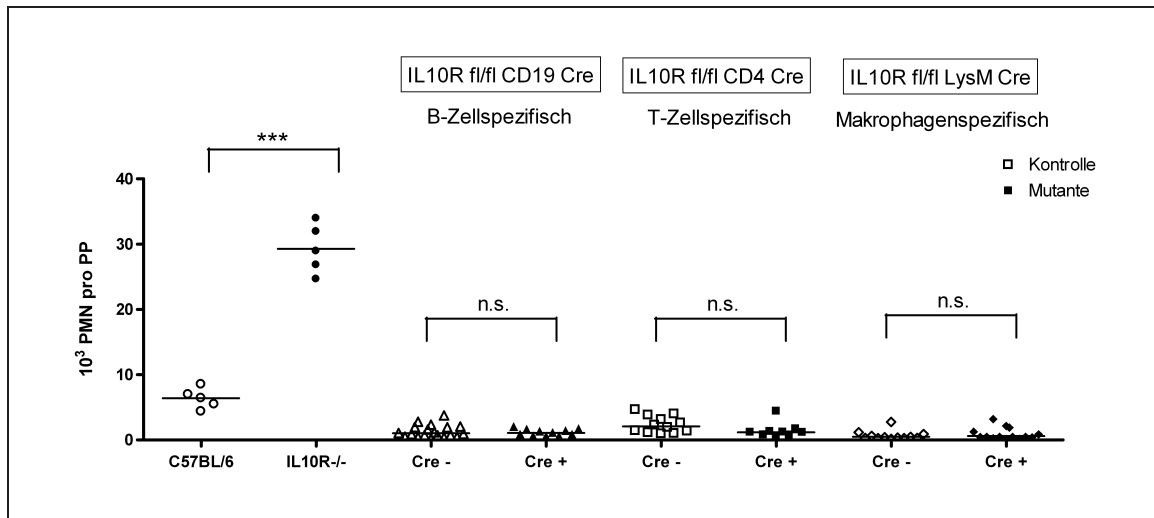 IL10R fl/fl CD19 Cre
IL10R fl/fl CD4 Cre
IL10R fl/fl LysM Cre
B-Zellspezifisch
T-Zellspezifisch
Makrophagenspezifisch
***
Kontrolle
Mutante
40
30
20
10
0
10³ PMN pro PP
n.s.
n.s.
n.s.
C57BL/6
IL10R-/-
Cre -
Cre +
Cre -
Cre +
Cre -
Cre +